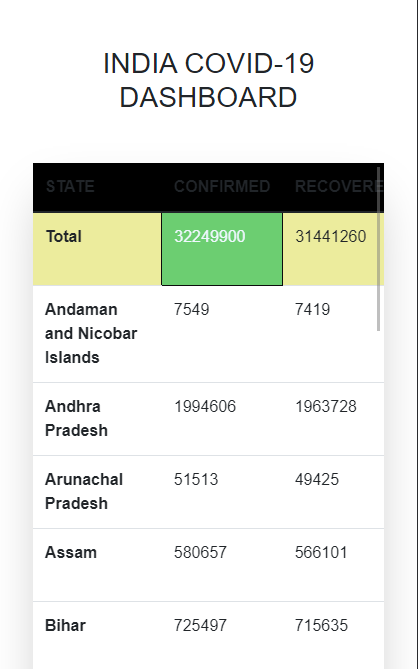 INDIA COVID-19
DASHBOARD
STATE CONFIRMED RECOVERE
Total 32249900 31441260
Andaman 7549 7419
and Nicobar
Islands
Andhra 1994606 1963728
Pradesh
Arunachal 51513 49425
Pradesh
Assam 580657 566101
Bihar 725497 715635